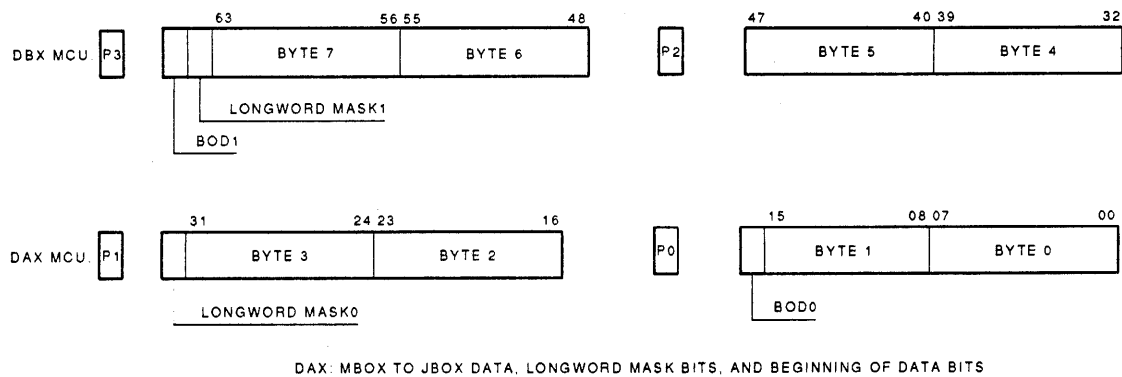 63 56 55 48 47 40 39 32
DBX MCU. P3 BYTE 7 BYTE 6 P2 BYTE 5 BYTE 4
LONGWORD MASK1
BOD1
31 24 23 16 15 08 07 00
DAX MCU. P1 BYTE 3 BYTE 2 P0 BYTE 1 BYTE 0
LONGWORD MASK0 BOD0
DAX: MBOX TO JBOX DATA, LONGWORD MASK BITS, AND BEGINNING OF DATA BITS